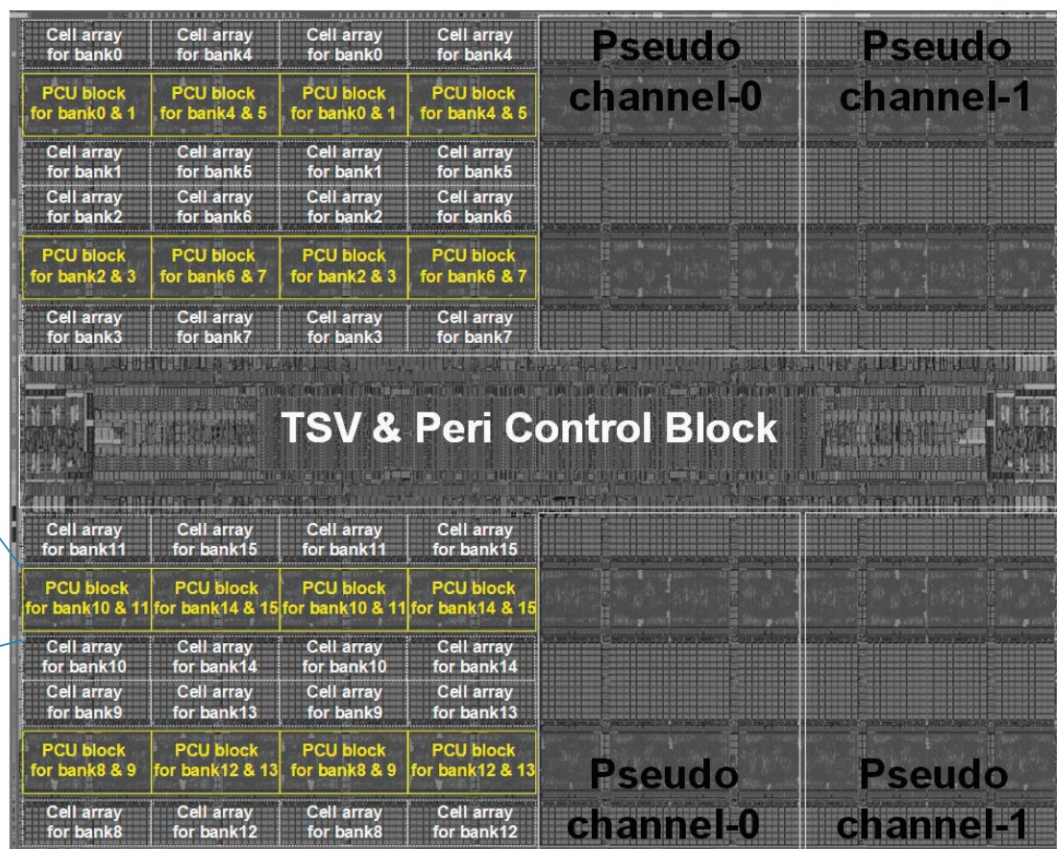 Cell array for bank0
Cell array for bank4
Cell array for bank0
Cell array for bank4
Pseudo channel-0
Pseudo channel-1
PCU block for bank0 & 1
PCU block for bank4 & 5
PCU block for bank0 & 1
PCU block for bank4 & 5
Cell array for bank1
Cell array for bank5
Cell array for bank1
Cell array for bank5
Cell array for bank2
Cell array for bank6
Cell array for bank2
Cell array for bank6
PCU block for bank2 & 3
PCU block for bank6 & 7
PCU block for bank2 & 3
PCU block for bank6 & 7
Cell array for bank3
Cell array for bank7
Cell array for bank3
Cell array for bank7
TSV & Peri Control Block
Cell array for bank11
Cell array for bank15
Cell array for bank11
Cell array for bank15
PCU block for bank10 & 11
PCU block for bank14 & 15
PCU block for bank10 & 11
PCU block for bank14 & 15
Cell array for bank10
Cell array for bank14
Cell array for bank10
Cell array for bank14
Cell array for bank9
Cell array for bank13
Cell array for bank9
Cell array for bank13
PCU block for bank8 & 9
PCU block for bank12 & 13
PCU block for bank8 & 9
PCU block for bank12 & 13
Pseudo channel-0
Pseudo channel-1
Cell array for bank8
Cell array for bank12
Cell array for bank8
Cell array for bank12